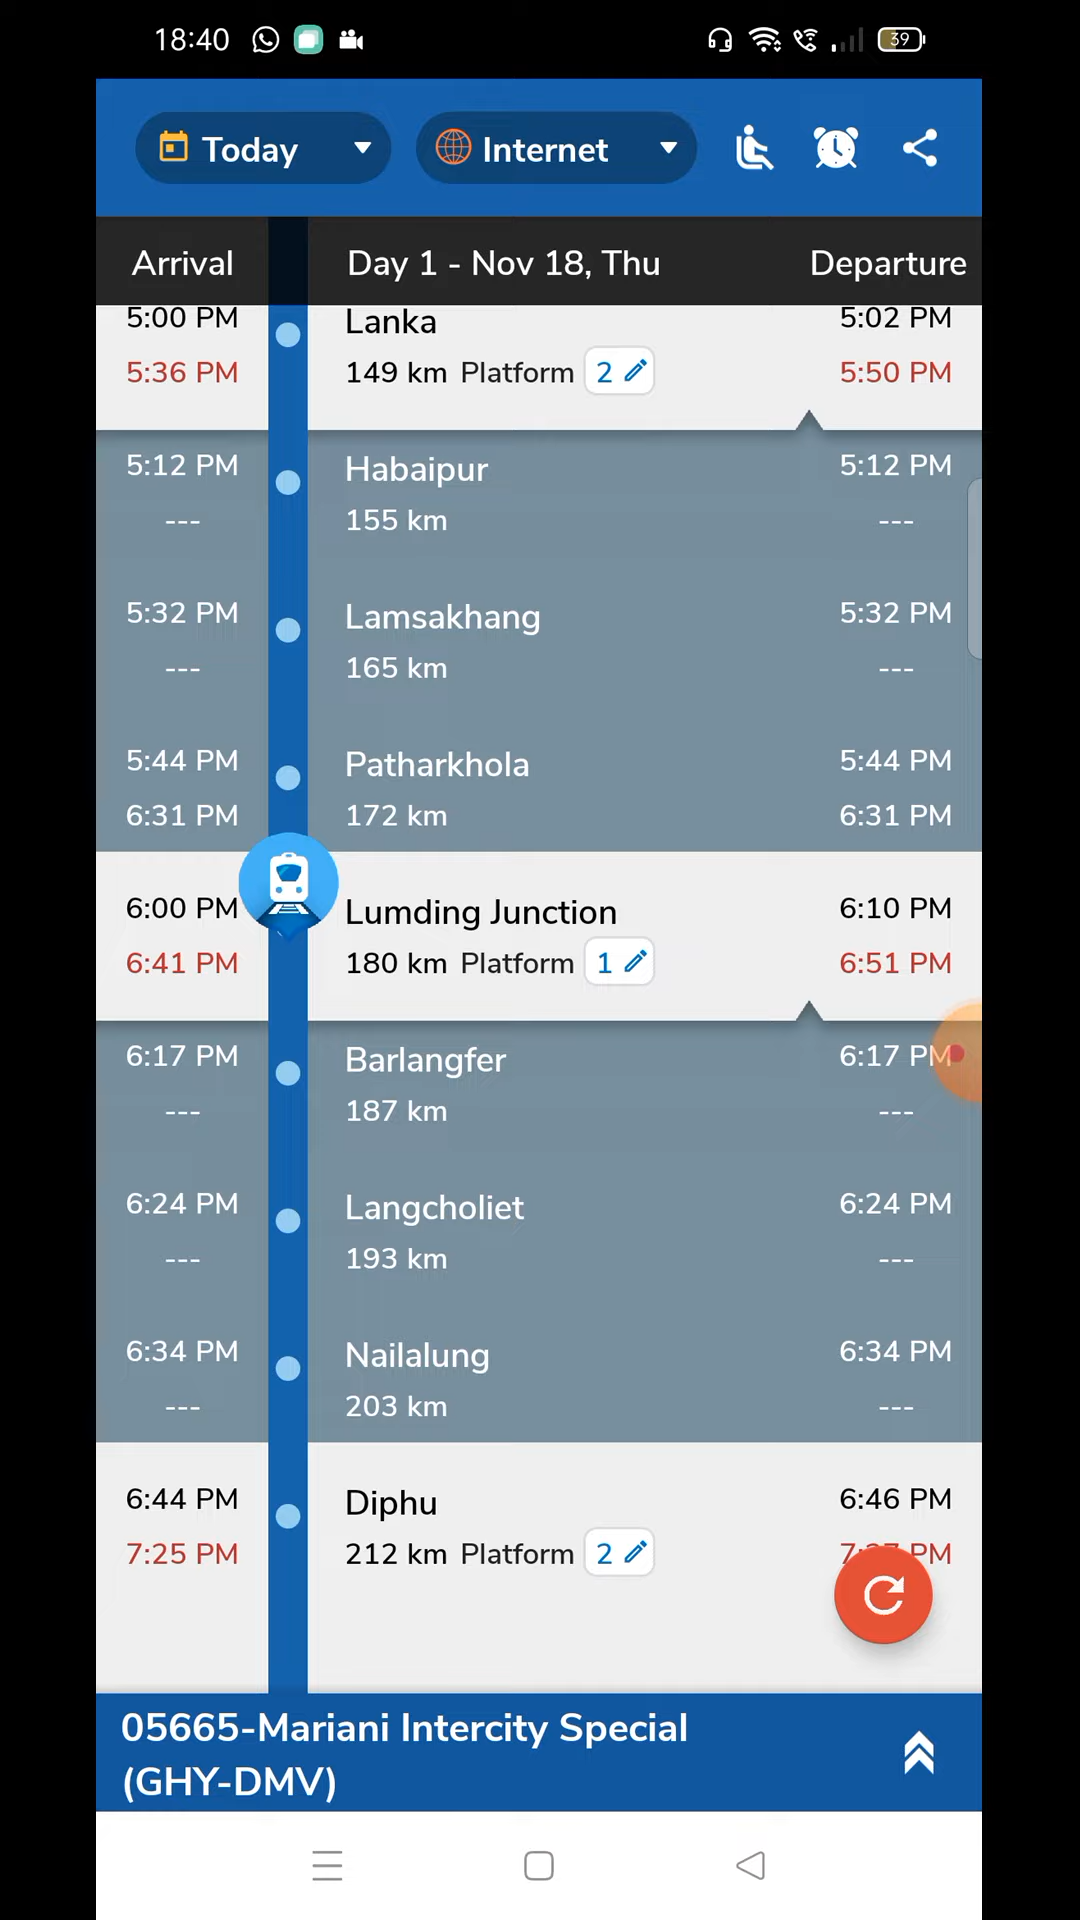 18:40
39
Today
Internet
Arrival
Day 1 - Nov 18, Thu
Departure
5:00 PM
Lanka
5:02 PM
5:36 PM
149 km Platform 2
5:50 PM
5:12 PM
Habaipur
5:12 PM
---
155 km
---
5:32 PM
Lamsakhang
5:32 PM
---
165 km
---
5:44 PM
Patharkhola
5:44 PM
6:31 PM
172 km
6:31 PM
6:00 PM
Lumding Junction
6:10 PM
6:41 PM
180 km Platform 1
6:51 PM
6:17 PM
Barlangfer
6:17 PM
---
187 km
---
6:24 PM
Langcholiet
6:24 PM
---
193 km
---
6:34 PM
Nailalung
6:34 PM
---
203 km
---
6:44 PM
Diphu
6:46 PM
7:25 PM
212 km Platform 2
PM
05665-Mariani Intercity Special
(GHY-DMV)